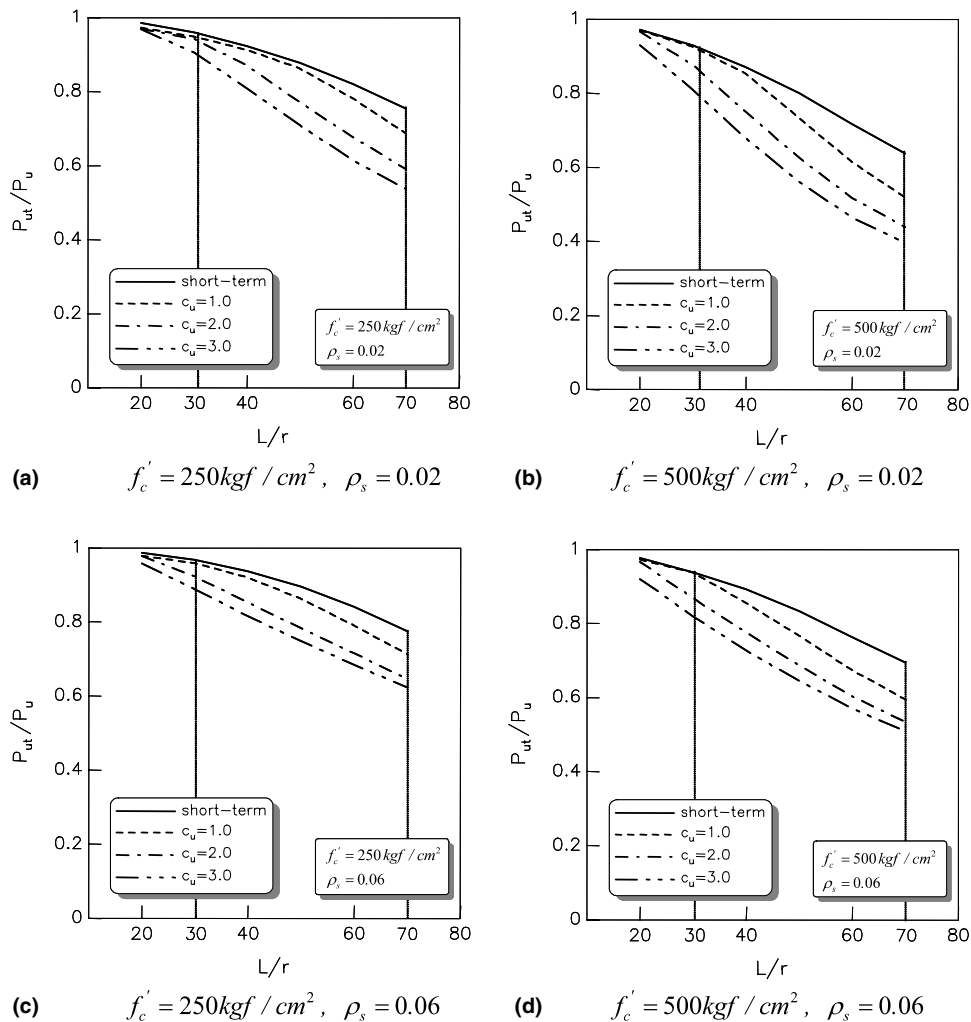 1
0.8
0.6
0.4
0.2
0
P_ut/P_u
short-term
c_u=1.0
c_u=2.0
c_u=3.0
f_c' = 250 kgf / cm²
ρ_s = 0.02
20 30 40 60 70 80
L/r
(a) f_c' = 250kgf / cm², ρ_s = 0.02
1
0.8
0.6
0.4
0.2
0
P_ut/P_u
short-term
c_u=1.0
c_u=2.0
c_u=3.0
f_c' = 500 kgf / cm²
ρ_s = 0.02
20 30 40 60 70 80
L/r
(b) f_c' = 500kgf / cm², ρ_s = 0.02
1
0.8
0.6
0.4
0.2
0
P_ut/P_u
short-term
c_u=1.0
c_u=2.0
c_u=3.0
f_c' = 250 kgf / cm²
ρ_s = 0.06
20 30 40 60 70 80
L/r
(c) f_c' = 250kgf / cm², ρ_s = 0.06
1
0.8
0.6
0.4
0.2
0
P_ut/P_u
short-term
c_u=1.0
c_u=2.0
c_u=3.0
f_c' = 500 kgf / cm²
ρ_s = 0.06
20 30 40 60 70 80
L/r
(d) f_c' = 500kgf / cm², ρ_s = 0.06